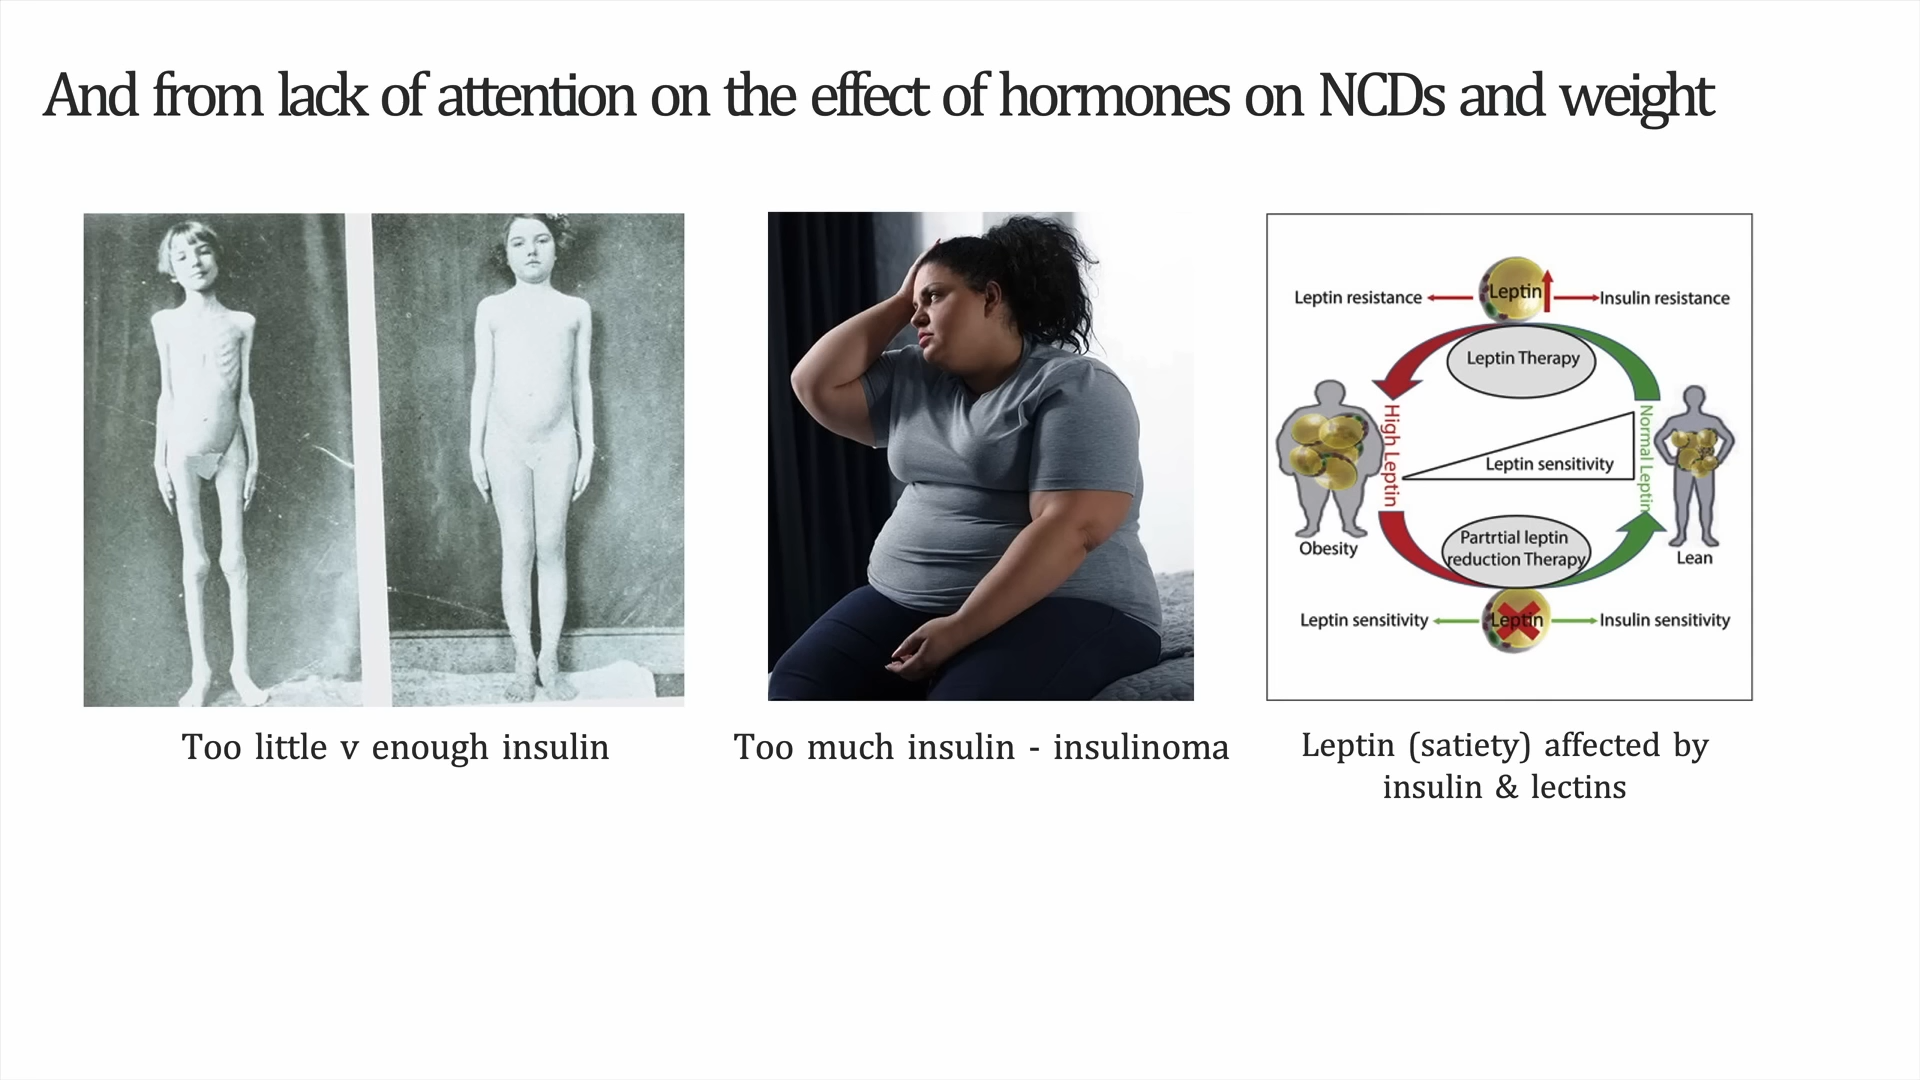 And from lack of attention on the effect of hormones on NCDs and weight
Too little v enough insulin
Too much insulin - insulinoma
Leptin
Leptin resistance
Insulin resistance
Leptin Therapy
High Leptin
Normal Leptin
Leptin sensitivity
Obesity
Lean
Partrtial leptin
reduction Therapy
Leptin sensitivity
Leptin
Insulin sensitivity
Leptin (satiety) affected by
insulin & lectins